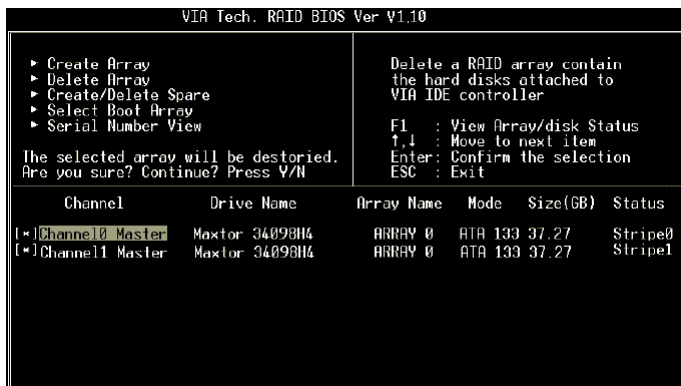 VIA Tech. RAID BIOS Ver V1.10
► Create Array
► Delete Array
► Create/Delete Spare
► Select Boot Array
► Serial Number View
The selected array will be destoried.
Are you sure? Continue? Press Y/N
Delete a RAID array contain
the hard disks attached to
VIA IDE controller
F1 : View Array/disk Status
↑,↓ : Move to next item
Enter: Confirm the selection
ESC : Exit
Channel Drive Name Array Name Mode Size(GB) Status
[*]Channel0 Master Maxtor 34098H4 ARRAY 0 ATA 133 37.27 Stripe0
[*]Channel1 Master Maxtor 34098H4 ARRAY 0 ATA 133 37.27 Stripe1